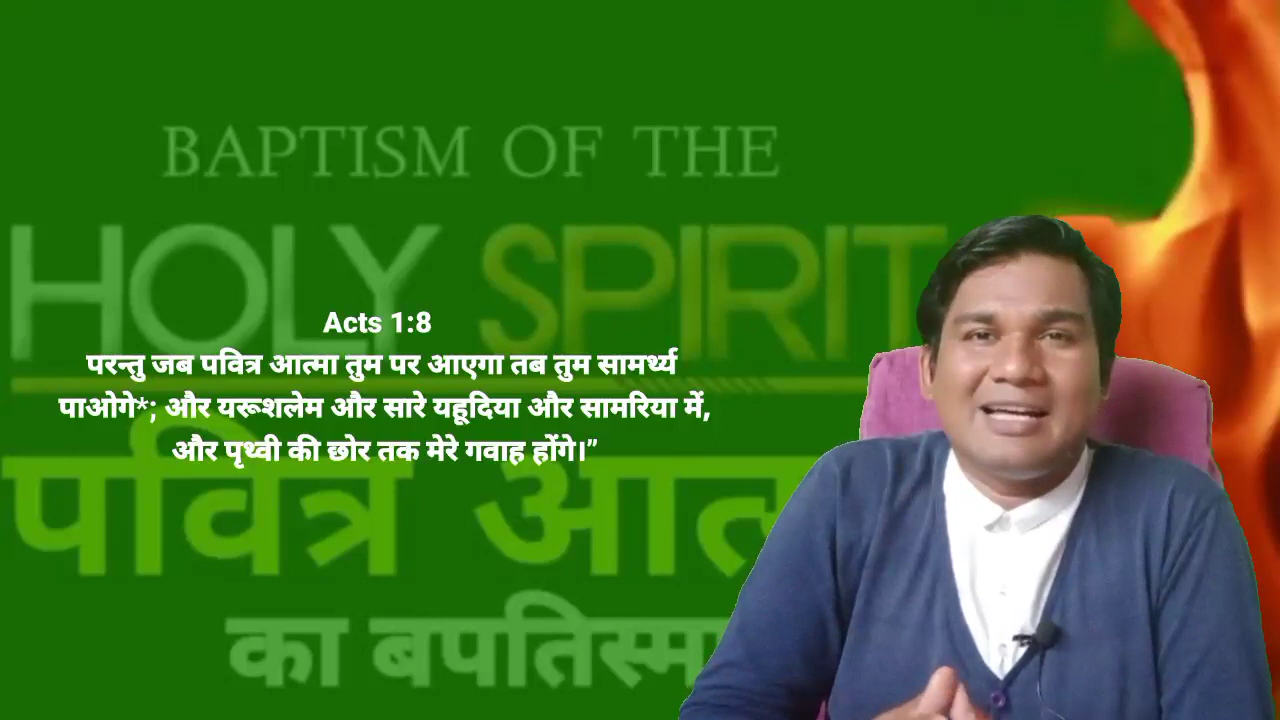 BAPTISM OF THE
HOLY SPIRIT
Acts 1:8
परन्तु जब पवित्र आत्मा तुम पर आएगा तब तुम सामर्थ्य
पाओगे*; और यरूशलेम और सारे यहूदिया और सामरिया में,
और पृथ्वी की छोर तक मेरे गवाह होंगे।”
पवित्र
का बपतिस्मा